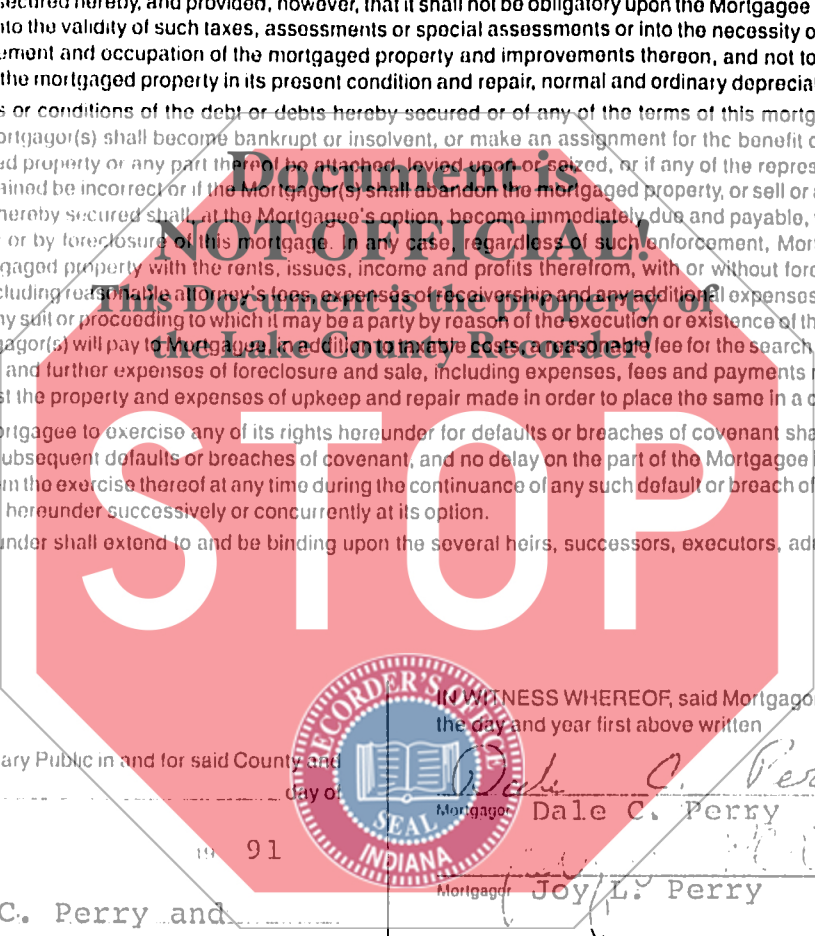 secured hereby, and provided, however, that it shall not be obligatory upon the Mortgagee
into the validity of such taxes, assessments or special assessments or into the necessity
ement and occupation of the mortgaged property and improvements thereon, and not to
the mortgaged property in its present condition and repair, normal and ordinary deprecia
s or conditions of the debt or debts hereby secured or of any of the terms of this mortg
ortgagor(s) shall become bankrupt or insolvent, or make an assignment for the benefit
ed property or any part thereof be attached, levied upon or seized, or if any of the repres
Document is
ained be incorrect or if the Mortgagor(s) shall abandon the mortgaged property, or sell or
hereby secured shall, at the Mortgagee's option, become immediately due and payable,
NOT OFFICIAL!
or by foreclosure of this mortgage. In any case, regardless of such enforcement, Mor
gaged property with the rents, issues, income and profits therefrom, with or without forc
This Document is the property of
cluding reasonable attorney's fees, expenses of receivership and any additional expenses
ny suit or proceeding to which it may be a party by reason of the execution or existence of th
the Lake County Recorder!
gagor(s) will pay to Mortgagee, in addition to taxable costs, a reasonable fee for the search
and further expenses of foreclosure and sale, including expenses, fees and payments
st the property and expenses of upkeep and repair made in order to place the same in a
ortgagee to exercise any of its rights hereunder for defaults or breaches of covenant sha
ubsequent defaults or breaches of covenant, and no delay on the part of the Mortgagee
n the exercise thereof at any time during the continuance of any such default or breach of
hereunder successively or concurrently at its option.
STOP
under shall extend to and be binding upon the several heirs, successors, executors, ad
IN WITNESS WHEREOF, said Mortgago
the day and year first above written
ary Public in and for said County and
day of
RECORDER'S OFFICE
SEAL
INDIANA
Dale C. Per
Mortgagor Dale C. Perry
19 91
Mortgagor Joy L. Perry
C. Perry and